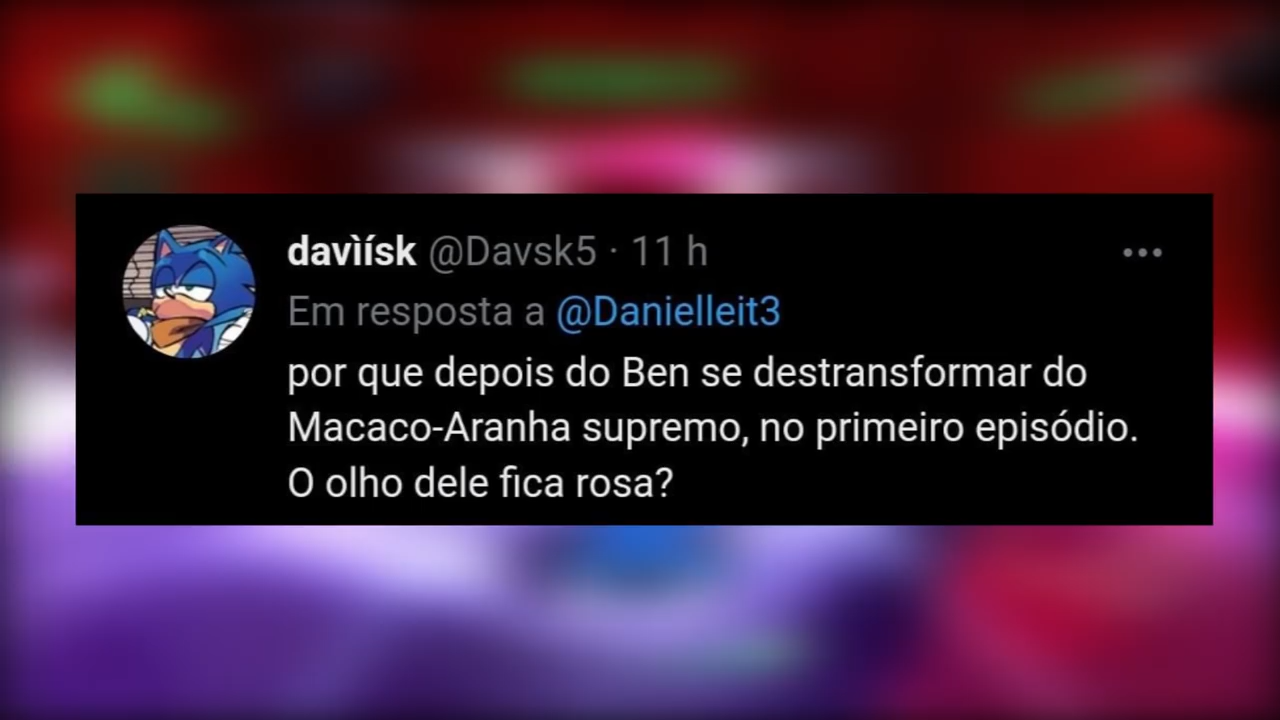 davìísk @Davsk5 · 11 h
Em resposta a @Danielleit3
por que depois do Ben se destransformar do
Macaco-Aranha supremo, no primeiro episódio.
O olho dele fica rosa?